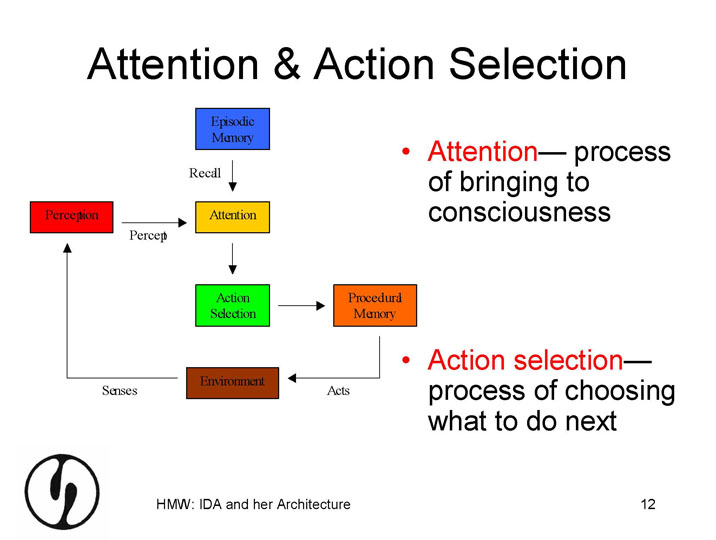 Attention & Action Selection
Episodic
Memory
Recall
Perception
Percept
Attention
Action
Selection
Procedural
Memory
Environment
Senses
Acts
• Attention— process
of bringing to
consciousness
• Action selection—
process of choosing
what to do next
HMW: IDA and her Architecture
12